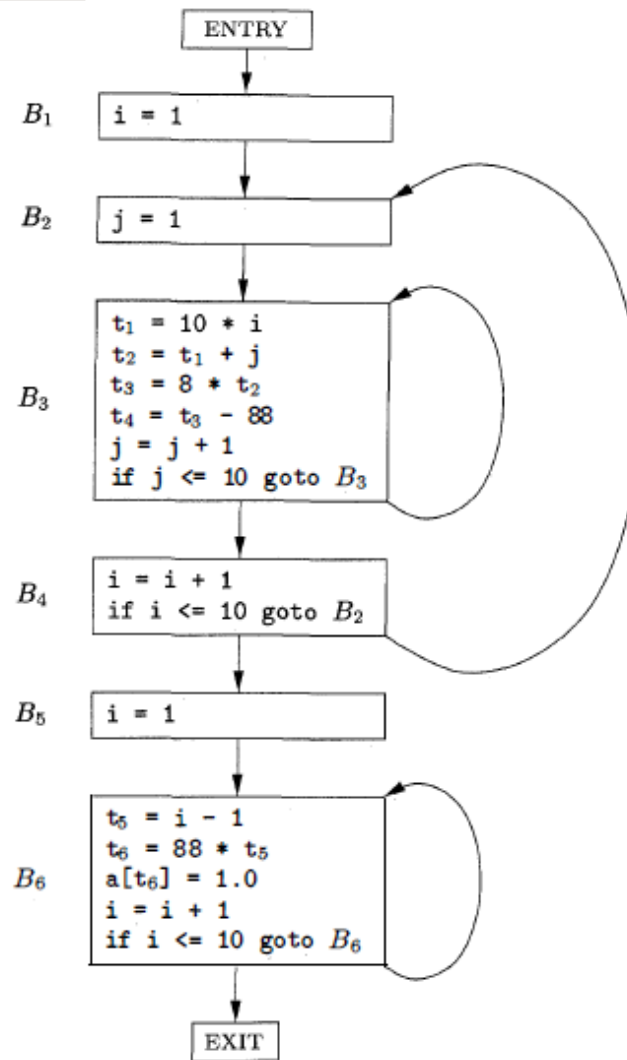 ENTRY
B₁
i = 1
B₂
j = 1
B₃
t₁ = 10 * i
t₂ = t₁ + j
t₃ = 8 * t₂
t₄ = t₃ - 88
j = j + 1
if j <= 10 goto B₃
B₄
i = i + 1
if i <= 10 goto B₂
B₅
i = 1
B₆
t₅ = i - 1
t₆ = 88 * t₅
a[t₆] = 1.0
i = i + 1
if i <= 10 goto B₆
EXIT